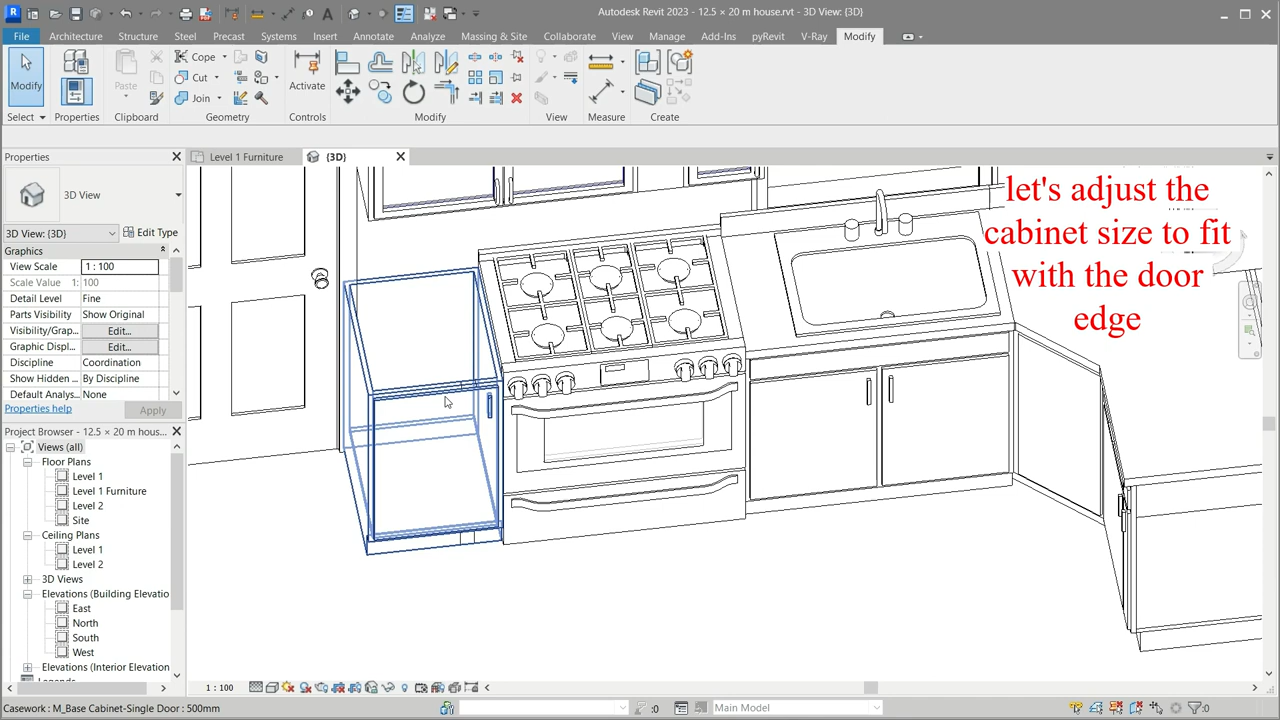 Autodesk Revit 2023 - 12.5 × 20 m house.rvt - 3D View: {3D}
File Architecture Structure Steel Precast Systems Insert Annotate Analyze Massing & Site Collaborate View Manage Add-Ins pyRevit V-Ray Modify
Cope
Cut
Join
Modify
Paste
Activate
Select Properties Clipboard Geometry Controls Modify View Measure Create
Properties
Level 1 Furniture
{3D}
3D View
3D View: {3D}
Edit Type
Graphics
View Scale 1 : 100
Scale Value 1: 100
Detail Level Fine
Parts Visibility Show Original
Visibility/Grap... Edit...
Graphic Displ... Edit...
Discipline Coordination
Show Hidden ... By Discipline
Default Analys... None
Properties help
Apply
Project Browser - 12.5 × 20 m hous...
Views (all)
Floor Plans
Level 1
Level 1 Furniture
Level 2
Site
Ceiling Plans
Level 1
Level 2
3D Views
Elevations (Building Elevatio
East
North
South
West
Elevations (Interior Elevation
let's adjust the
cabinet size to fit
with the door
edge
1 : 100
Casework : M_Base Cabinet-Single Door : 500mm
:0
Main Model
:0